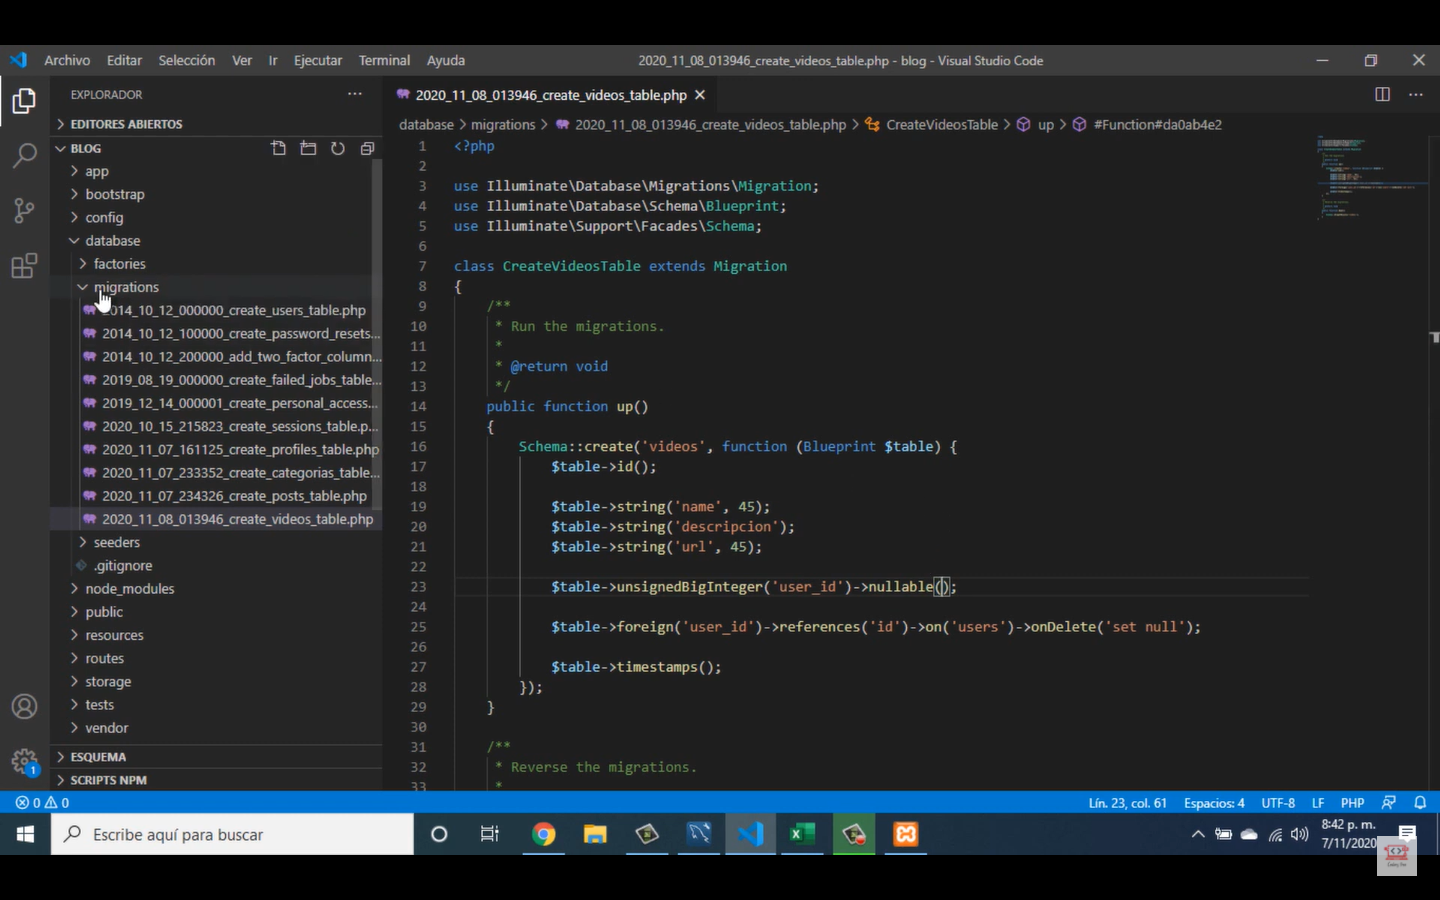 Archivo Editar Selección Ver Ir Ejecutar Terminal Ayuda
2020_11_08_013946_create_videos_table.php - blog - Visual Studio Code
EXPLORADOR
EDITORES ABIERTOS
BLOG
app
bootstrap
config
database
factories
migrations
2014_10_12_000000_create_users_table.php
2014_10_12_100000_create_password_resets...
2014_10_12_200000_add_two_factor_column...
2019_08_19_000000_create_failed_jobs_table...
2019_12_14_000001_create_personal_access...
2020_10_15_215823_create_sessions_table.p...
2020_11_07_161125_create_profiles_table.php
2020_11_07_233352_create_categorias_table...
2020_11_07_234326_create_posts_table.php
2020_11_08_013946_create_videos_table.php
seeders
.gitignore
node_modules
public
resources
routes
storage
tests
vendor
ESQUEMA
SCRIPTS NPM
2020_11_08_013946_create_videos_table.php
database > migrations > 2020_11_08_013946_create_videos_table.php > CreateVideosTable > up > #Function#da0ab4e2
1 <?php
2
3 use Illuminate\Database\Migrations\Migration;
4 use Illuminate\Database\Schema\Blueprint;
5 use Illuminate\Support\Facades\Schema;
6
7 class CreateVideosTable extends Migration
8 {
9 /**
10 * Run the migrations.
11 *
12 * @return void
13 */
14 public function up()
15 {
16 Schema::create('videos', function (Blueprint $table) {
17 $table->id();
18
19 $table->string('name', 45);
20 $table->string('descripcion');
21 $table->string('url', 45);
22
23 $table->unsignedBigInteger('user_id')->nullable();
24
25 $table->foreign('user_id')->references('id')->on('users')->onDelete('set null');
26
27 $table->timestamps();
28 });
29 }
30
31 /**
32 * Reverse the migrations.
33 *
0 0
1
Lín. 23, col. 61 Espacios: 4 UTF-8 LF PHP
Escribe aquí para buscar
8:42 p. m.
7/11/2020